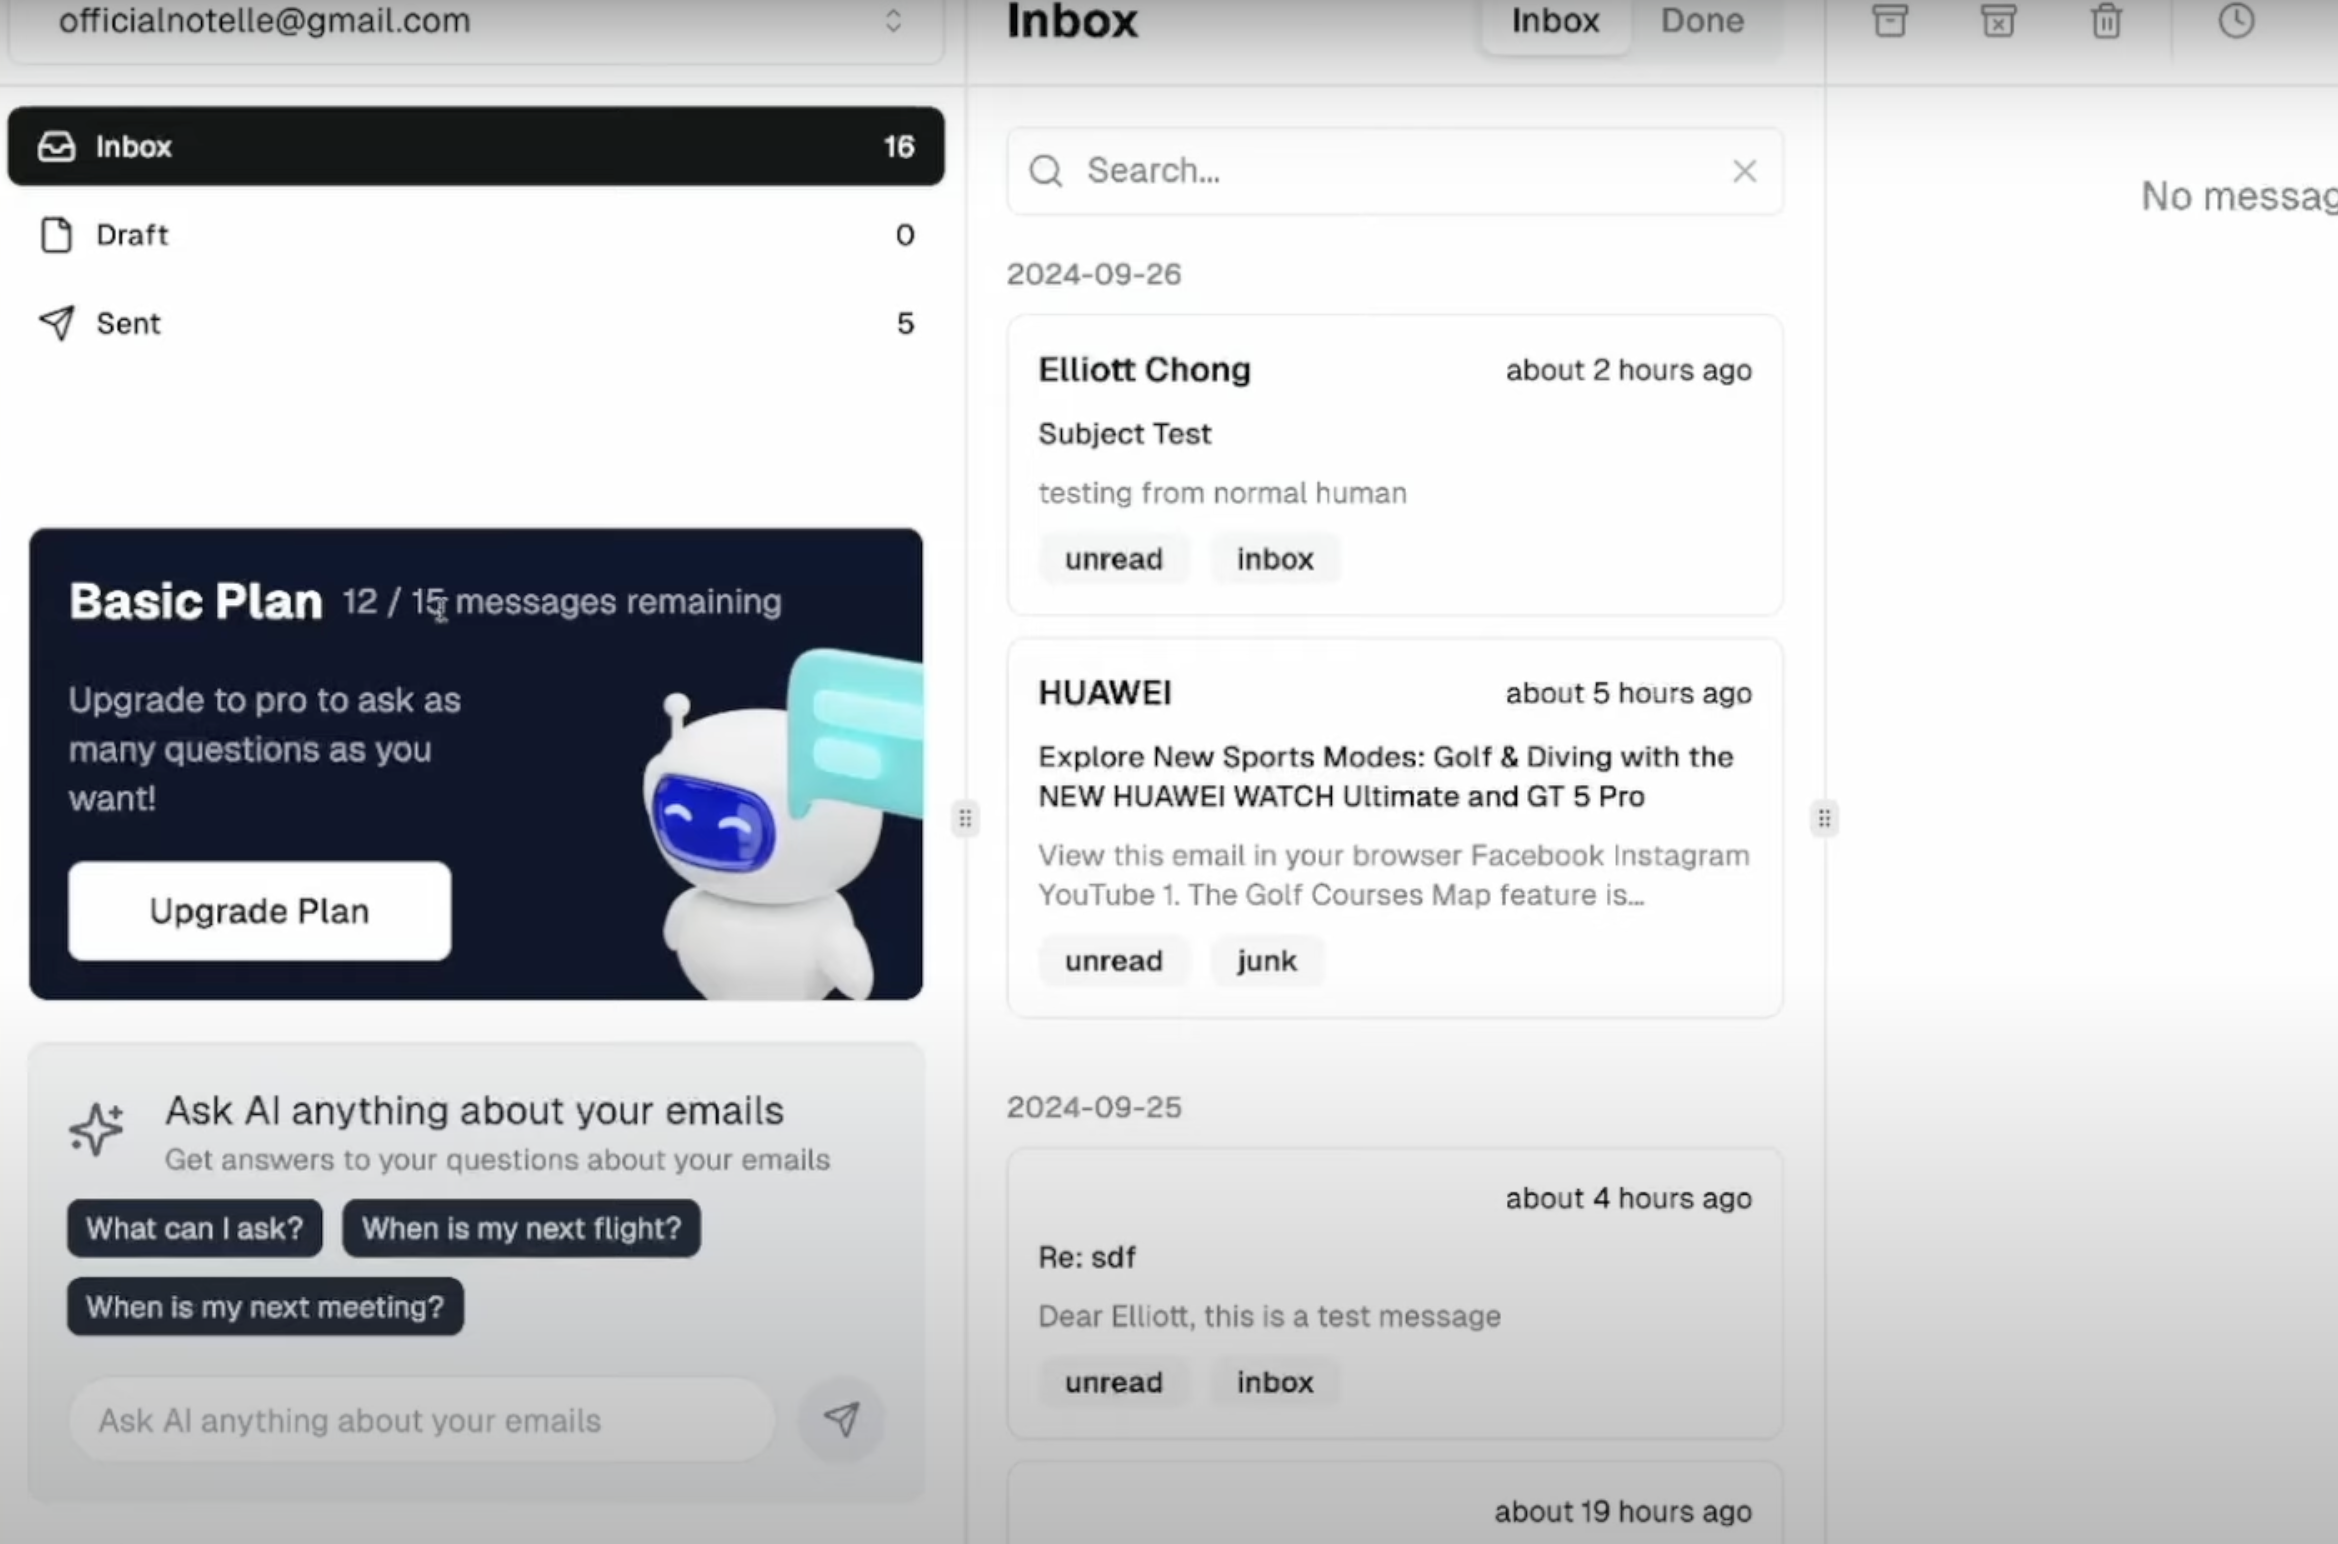 officialnotelle@gmail.com
Inbox 16
Draft 0
Sent 5
Basic Plan 12 / 15 messages remaining
Upgrade to pro to ask as
many questions as you
want!
Upgrade Plan
Ask AI anything about your emails
Get answers to your questions about your emails
What can I ask? When is my next flight?
When is my next meeting?
Ask AI anything about your emails
Inbox Inbox Done
Search...
2024-09-26
Elliott Chong about 2 hours ago
Subject Test
testing from normal human
unread inbox
HUAWEI about 5 hours ago
Explore New Sports Modes: Golf & Diving with the
NEW HUAWEI WATCH Ultimate and GT 5 Pro
View this email in your browser Facebook Instagram
YouTube 1. The Golf Courses Map feature is...
unread junk
2024-09-25
about 4 hours ago
Re: sdf
Dear Elliott, this is a test message
unread inbox
about 19 hours ago
No messag